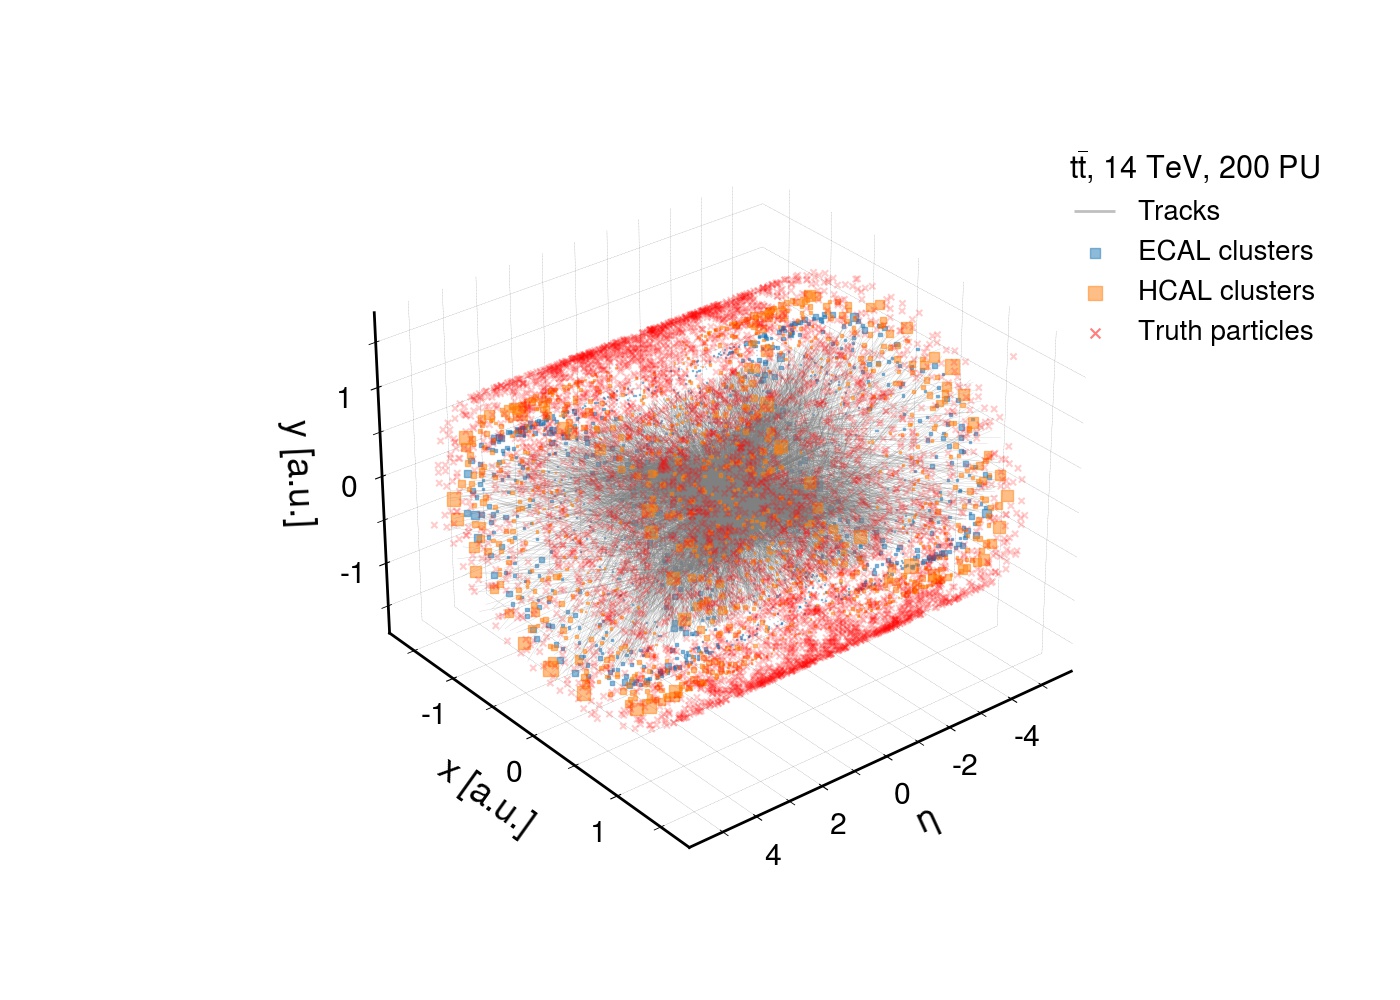 tt̄, 14 TeV, 200 PU
Tracks
ECAL clusters
HCAL clusters
Truth particles
y [a.u.]
1
0
-1
x [a.u.]
-1
0
1
η
4
2
0
-2
-4